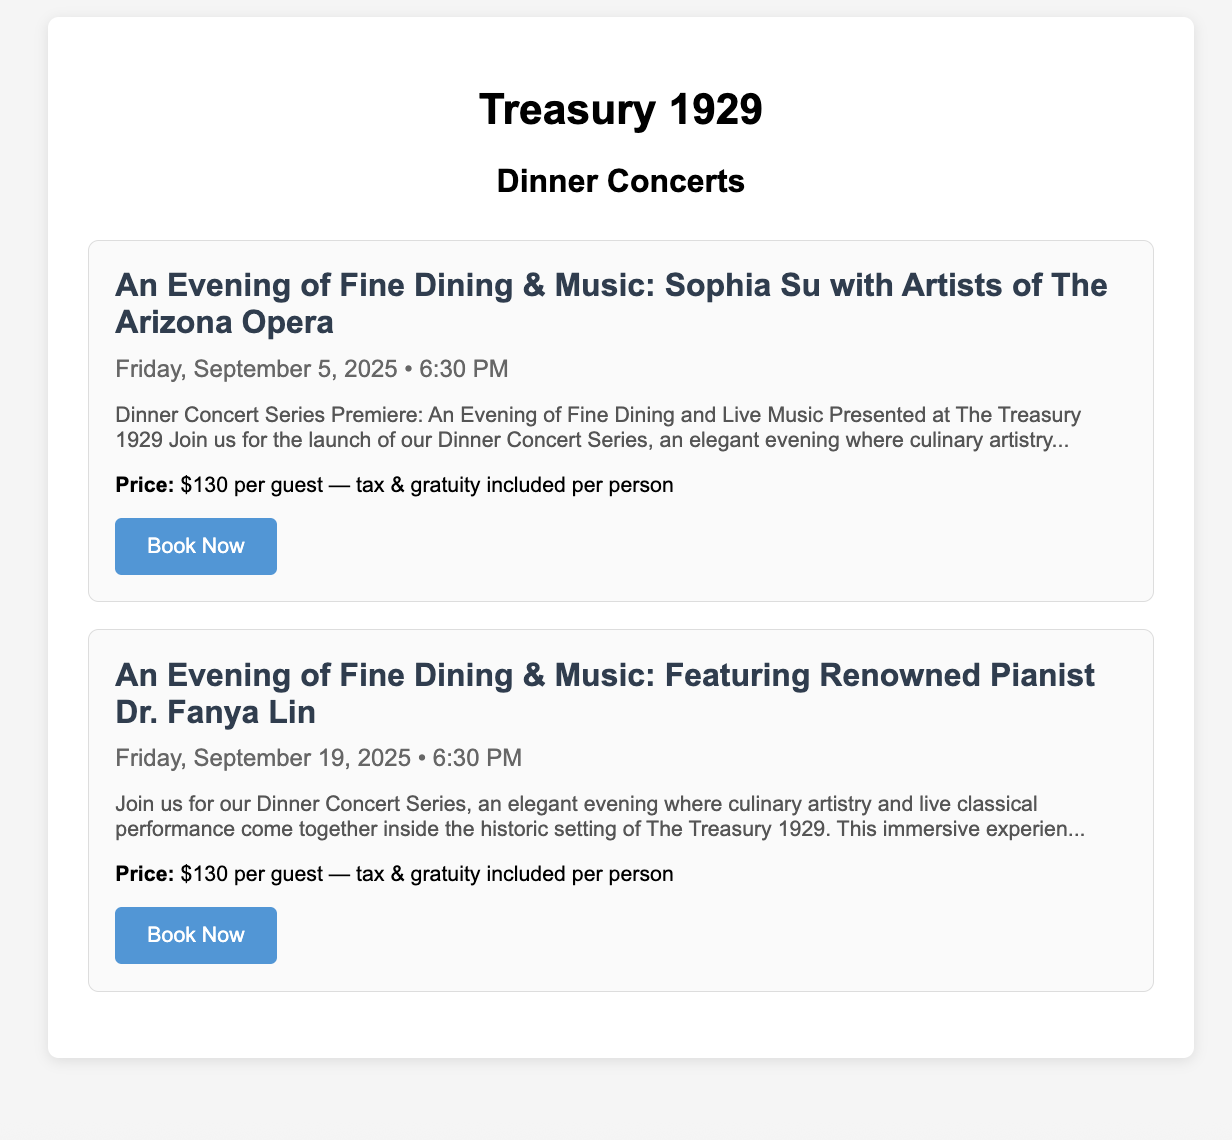 Treasury 1929
Dinner Concerts
An Evening of Fine Dining & Music: Sophia Su with Artists of The
Arizona Opera
Friday, September 5, 2025 • 6:30 PM
Dinner Concert Series Premiere: An Evening of Fine Dining and Live Music Presented at The Treasury
1929 Join us for the launch of our Dinner Concert Series, an elegant evening where culinary artistry...
Price: $130 per guest — tax & gratuity included per person
Book Now
An Evening of Fine Dining & Music: Featuring Renowned Pianist
Dr. Fanya Lin
Friday, September 19, 2025 • 6:30 PM
Join us for our Dinner Concert Series, an elegant evening where culinary artistry and live classical
performance come together inside the historic setting of The Treasury 1929. This immersive experien...
Price: $130 per guest — tax & gratuity included per person
Book Now